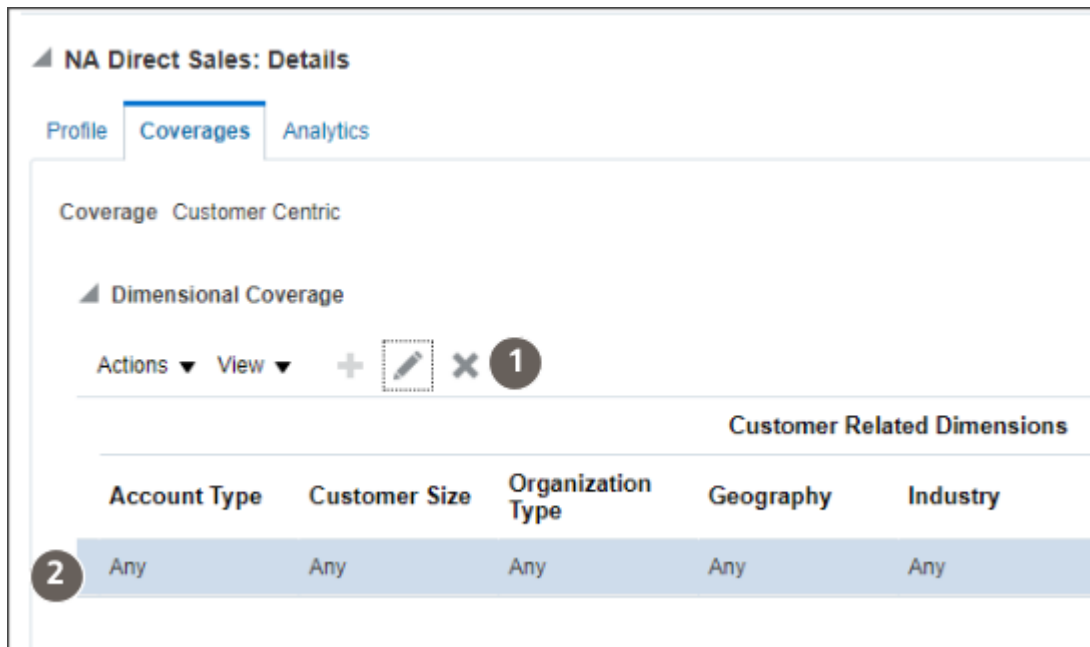 NA Direct Sales: Details
Profile Coverages Analytics
Coverage Customer Centric
Dimensional Coverage
Actions View 1
Customer Related Dimensions
Account Type Customer Size Organization Type Geography Industry
2 Any Any Any Any Any